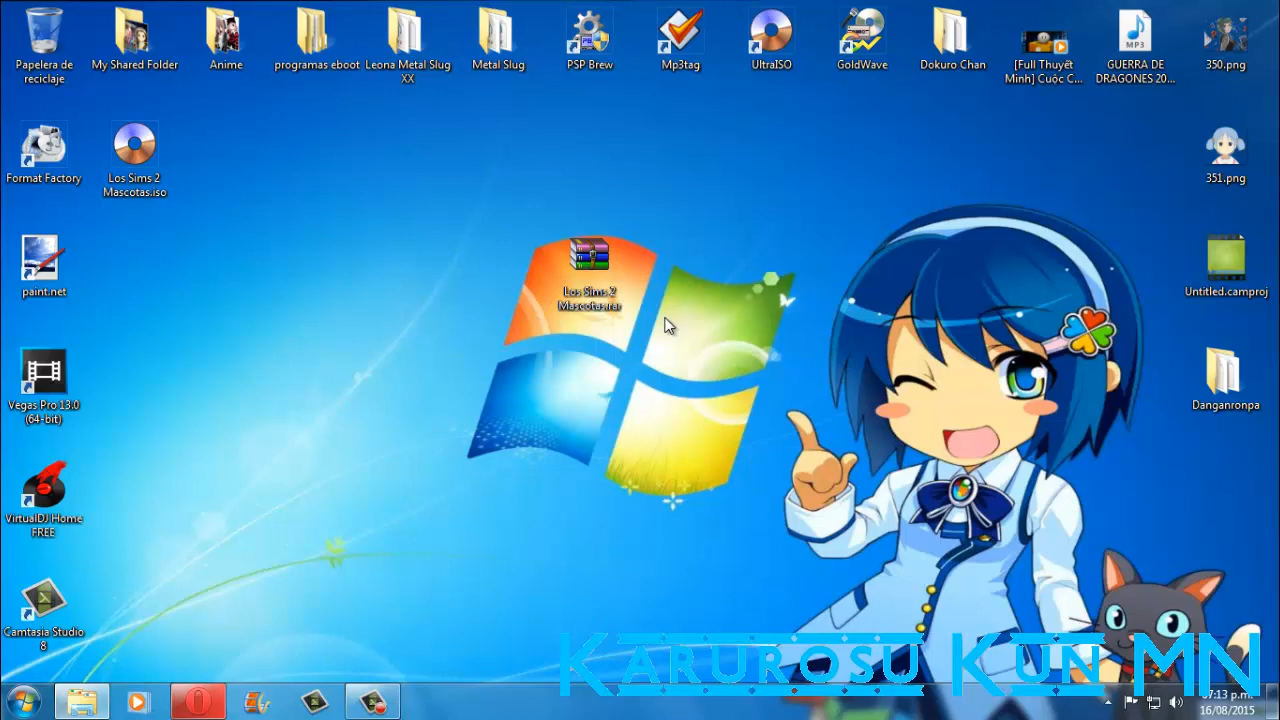 Papelera de
reciclaje
My Shared Folder
Anime
programas eboot
Leona Metal Slug
XX
Metal Slug
PSP Brew
Mp3tag
UltraISO
GoldWave
Dokuro Chan
[Full Thuyết
Minh] Cuộc C...
MP3
GUERRA DE
DRAGONES 20...
350.png
Format Factory
Los Sims 2
Mascotas.iso
351.png
paint.net
Los Sims 2
Mascotas.rar
Untitled.camproj
Vegas Pro 13.0
(64-bit)
Danganronpa
VirtualDJ Home
FREE
Camtasia Studio
8
Karurosu Kun MN
07:13 p.m.
16/08/2015